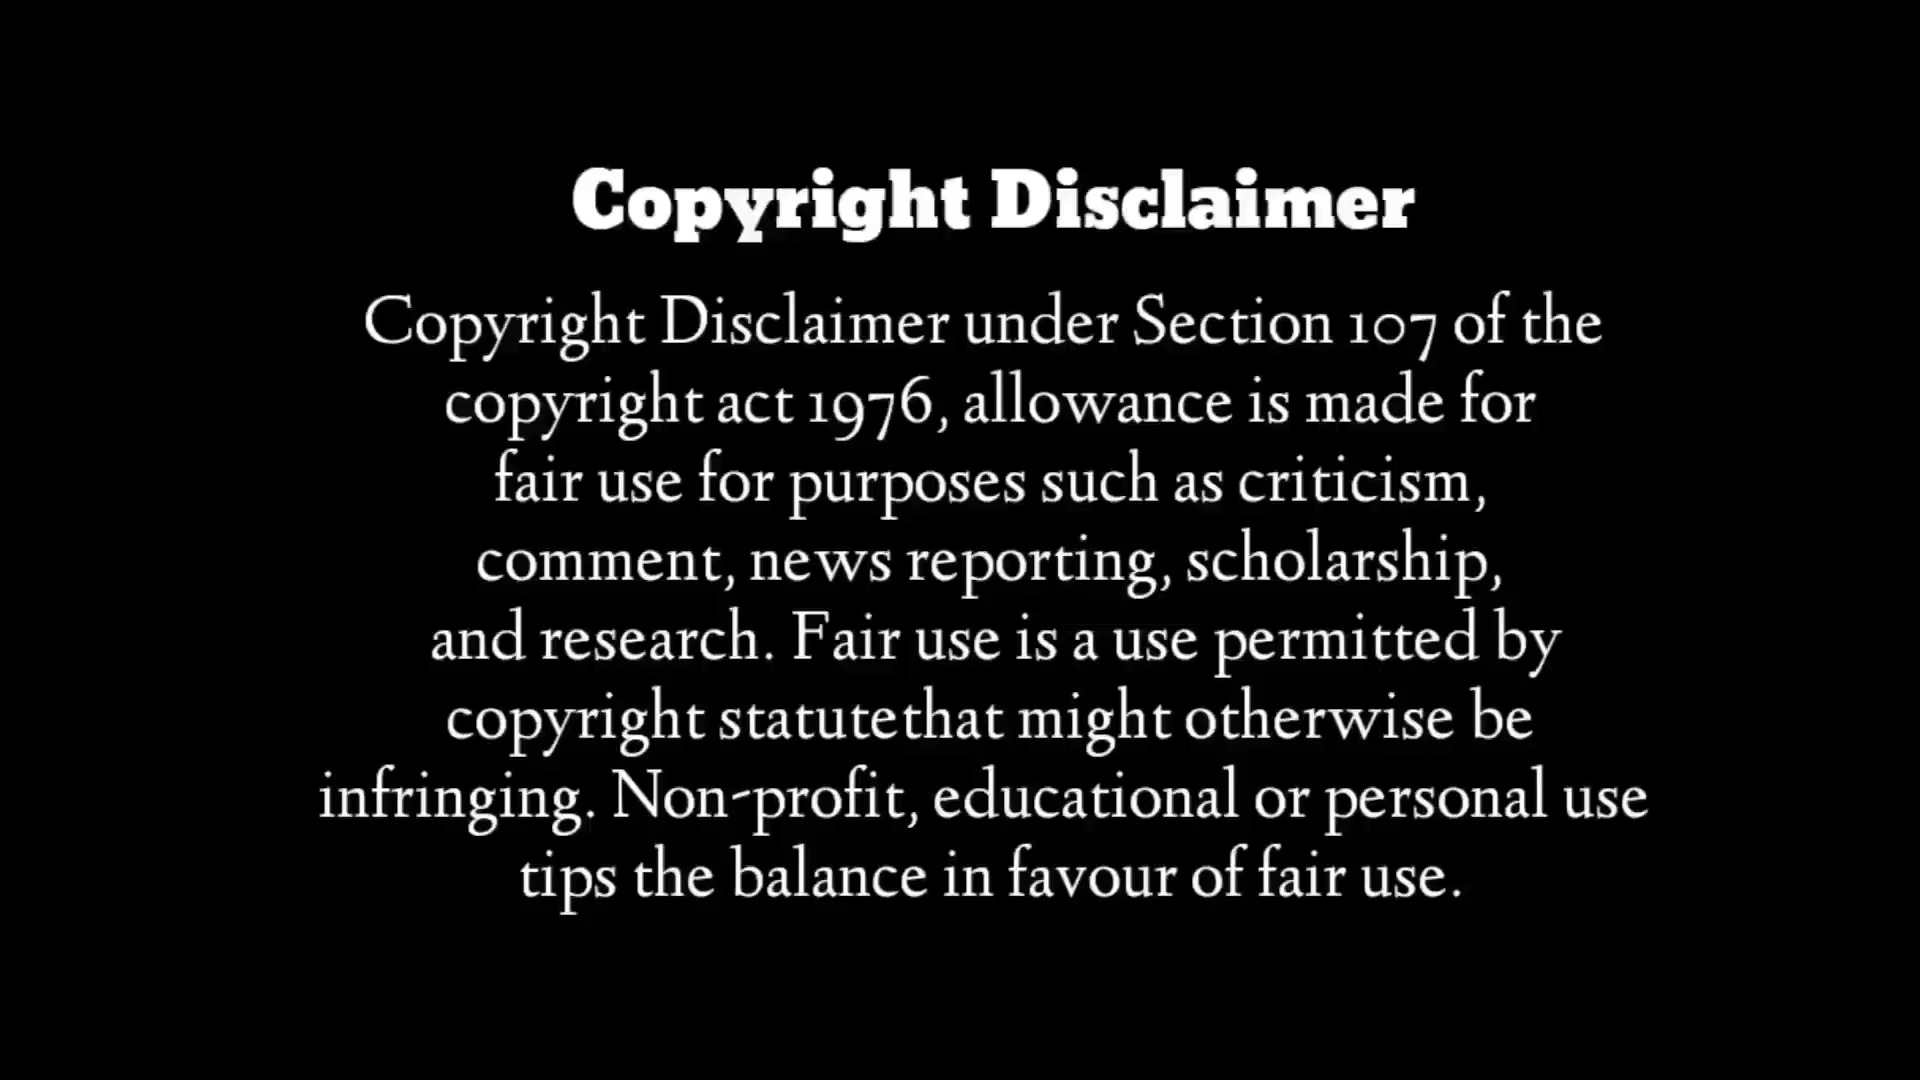 Copyright Disclaimer
Copyright Disclaimer under Section 107 of the
copyright act 1976, allowance is made for
fair use for purposes such as criticism,
comment, news reporting, scholarship,
and research. Fair use is a use permitted by
copyright statutethat might otherwise be
infringing. Non-profit, educational or personal use
tips the balance in favour of fair use.